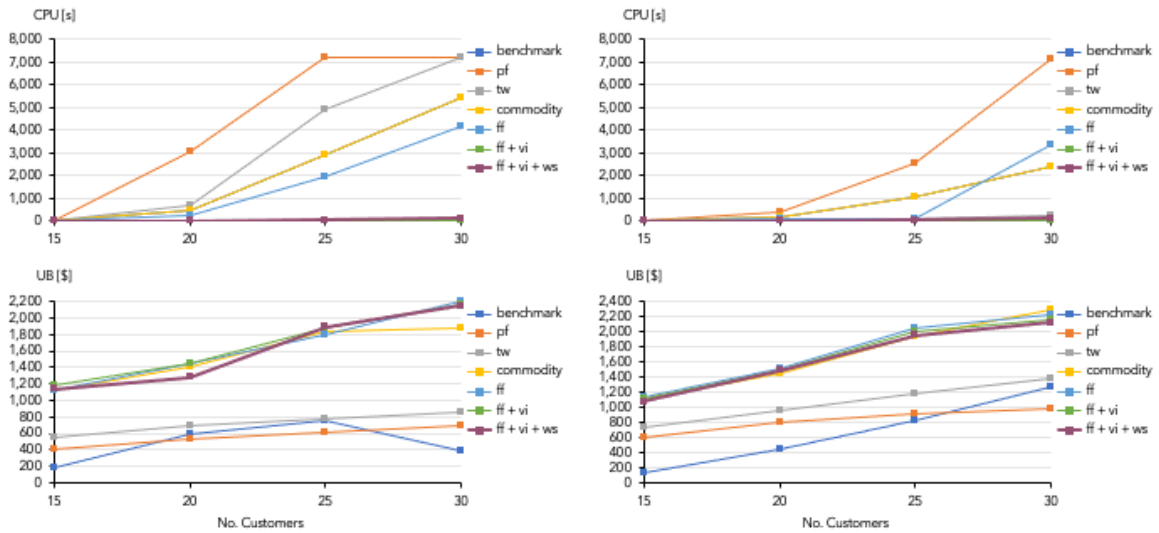 CPU [s]
8,000
7,000
6,000
5,000
4,000
3,000
2,000
1,000
0
15 20 25 30
benchmark
pf
tw
commodity
ff
ff + vi
ff + vi + ws
CPU [s]
8,000
7,000
6,000
5,000
4,000
3,000
2,000
1,000
0
15 20 25 30
benchmark
pf
tw
commodity
ff
ff + vi
ff + vi + ws
UB [$]
2,200
2,000
1,800
1,600
1,400
1,200
1,000
800
600
400
200
0
15 20 25 30
No. Customers
benchmark
pf
tw
commodity
ff
ff + vi
ff + vi + ws
UB [$]
2,400
2,200
2,000
1,800
1,600
1,400
1,200
1,000
800
600
400
200
0
15 20 25 30
No. Customers
benchmark
pf
tw
commodity
ff
ff + vi
ff + vi + ws